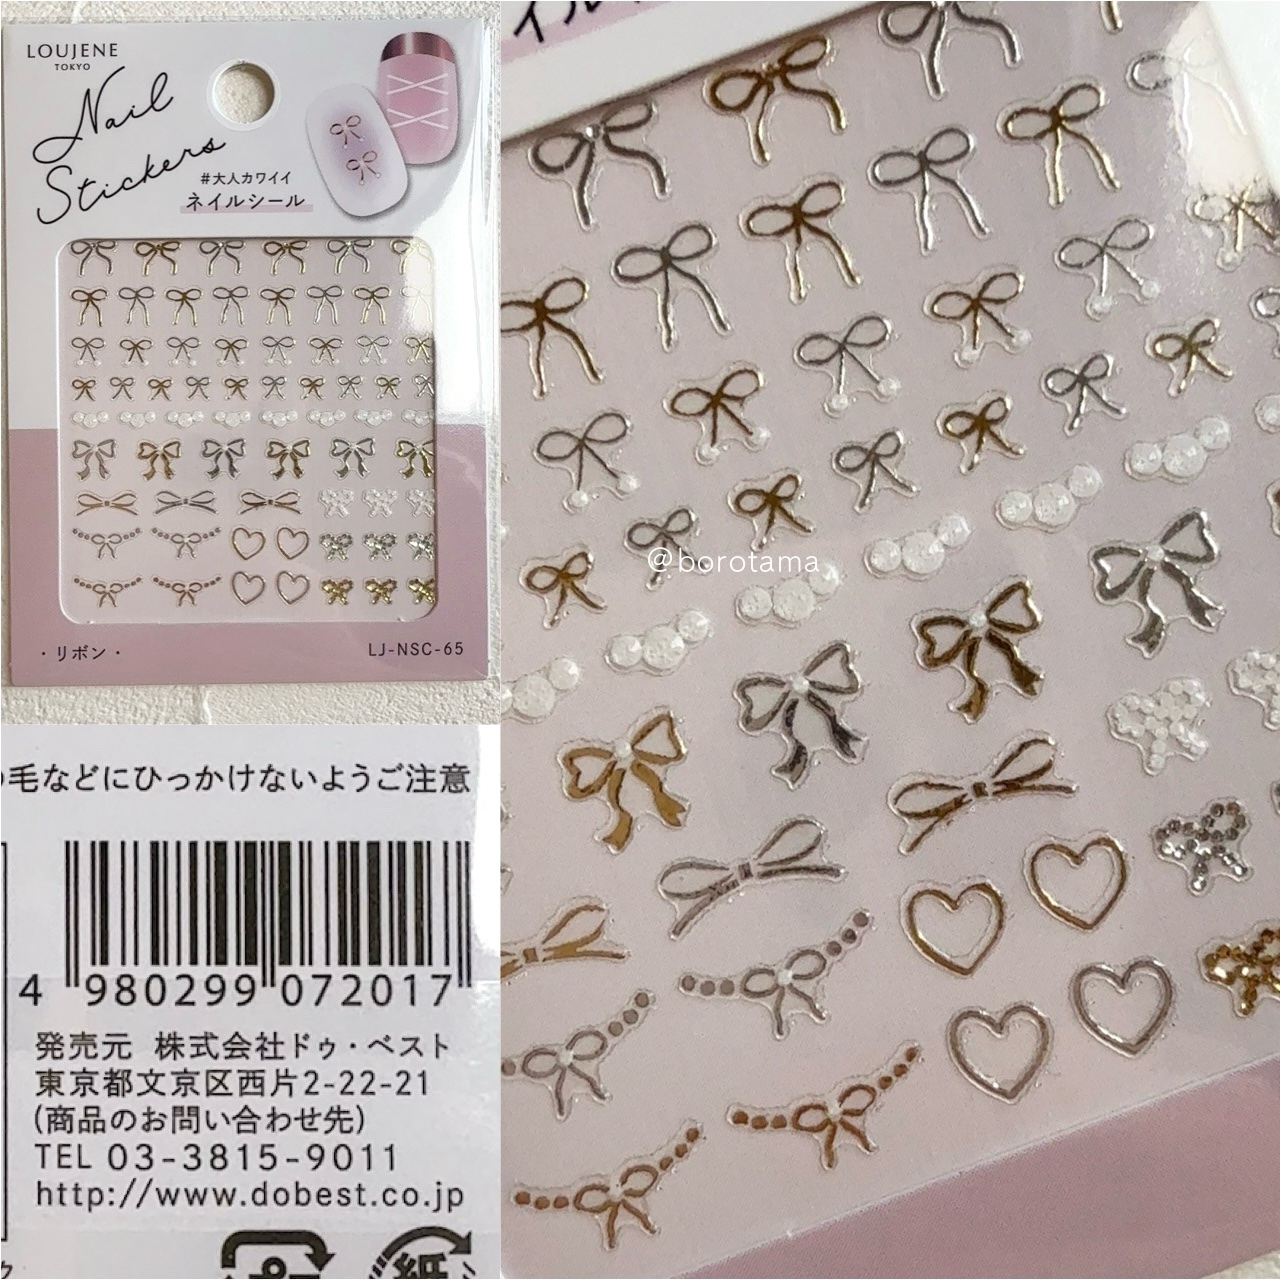 LOUJENE
TOKYO
Nail
Stickers
#大人カワイイ
ネイルシール
・リボン・
LJ-NSC-65
毛などにひっかけないようご注意
4 980299 072017
発売元 株式会社ドゥ・ベスト
東京都文京区西片2-22-21
(商品のお問い合わせ先)
TEL 03-3815-9011
http://www.dobest.co.jp
紙
イル
@borotama